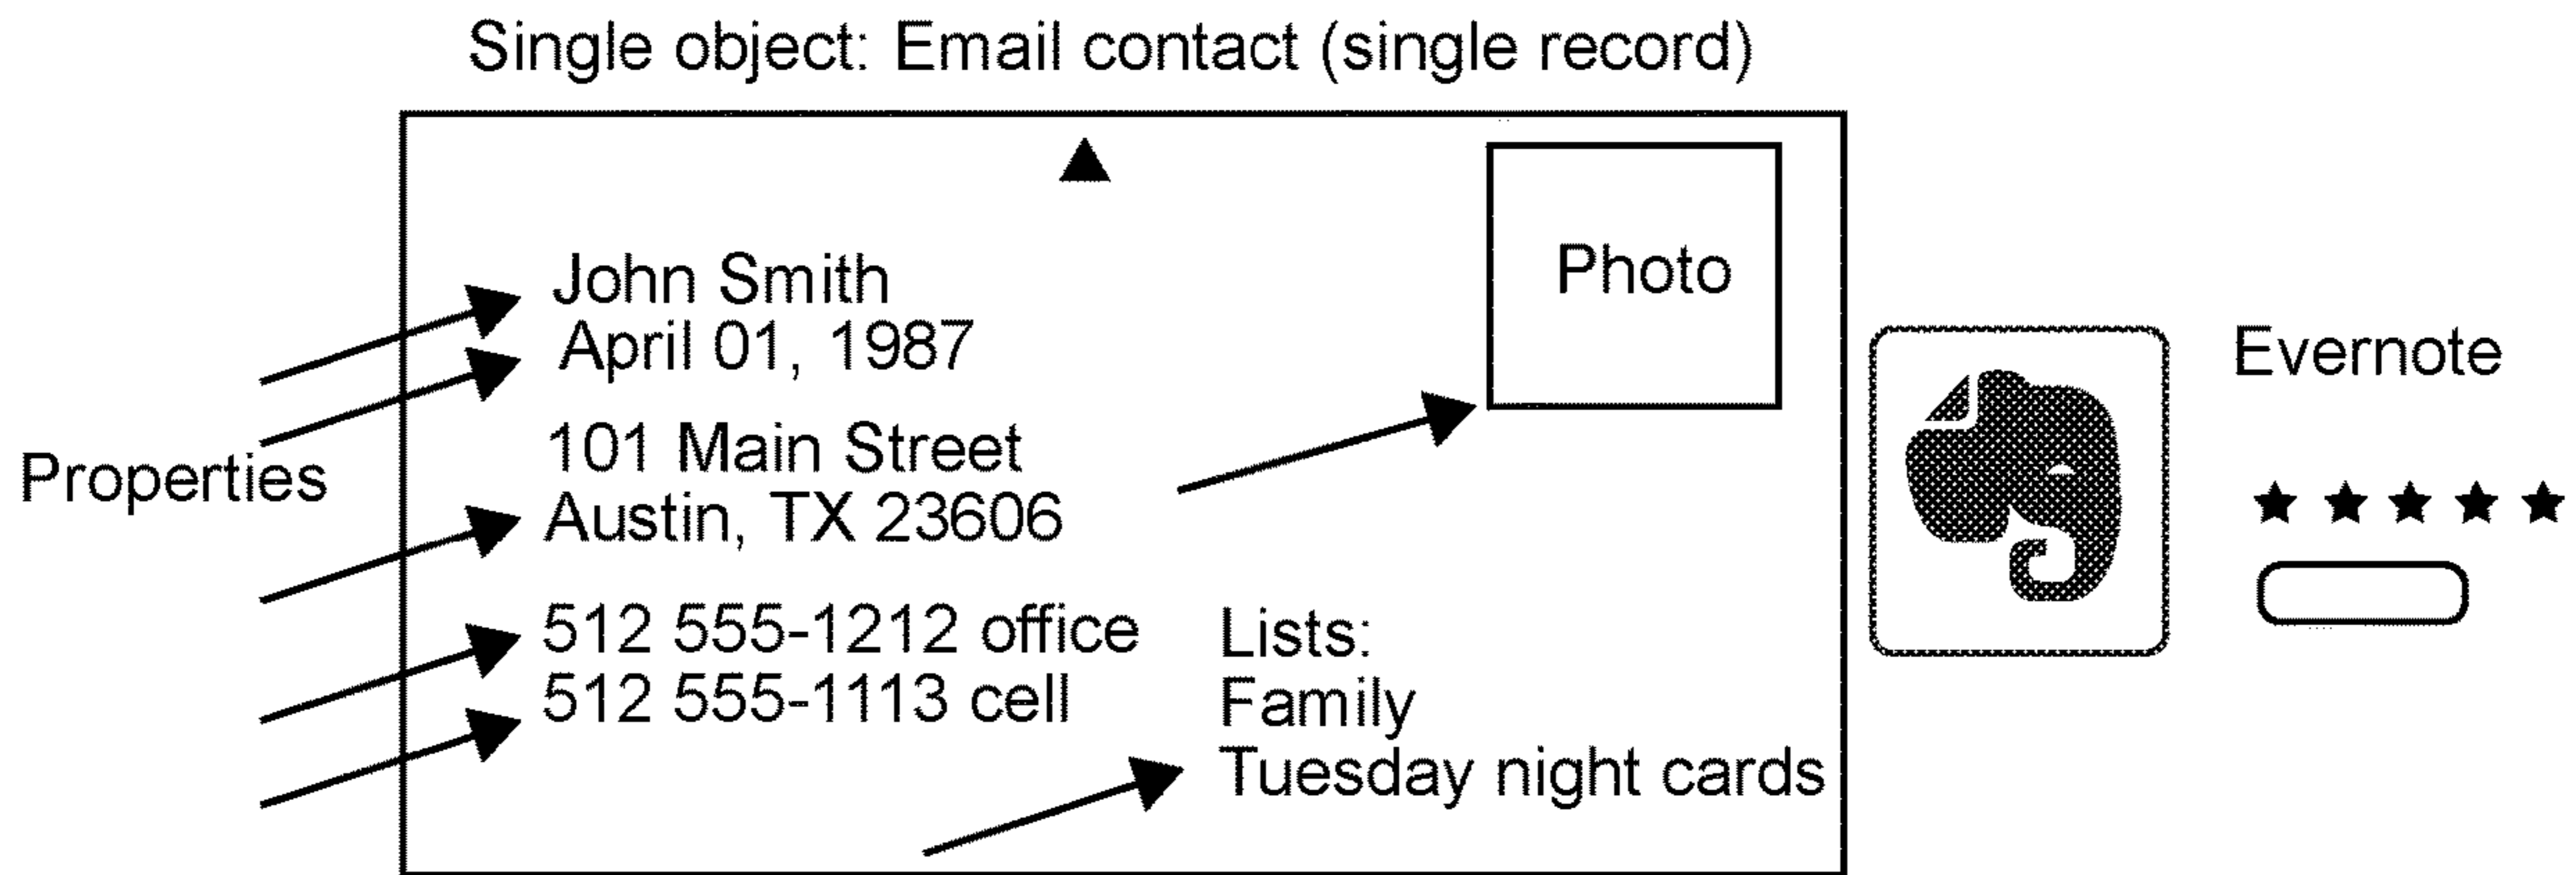 Single object: Email contact (single record)
Properties
John Smith
April 01, 1987
101 Main Street
Austin, TX 23606
512 555-1212 office
512 555-1113 cell
Photo
Lists:
Family
Tuesday night cards
Evernote